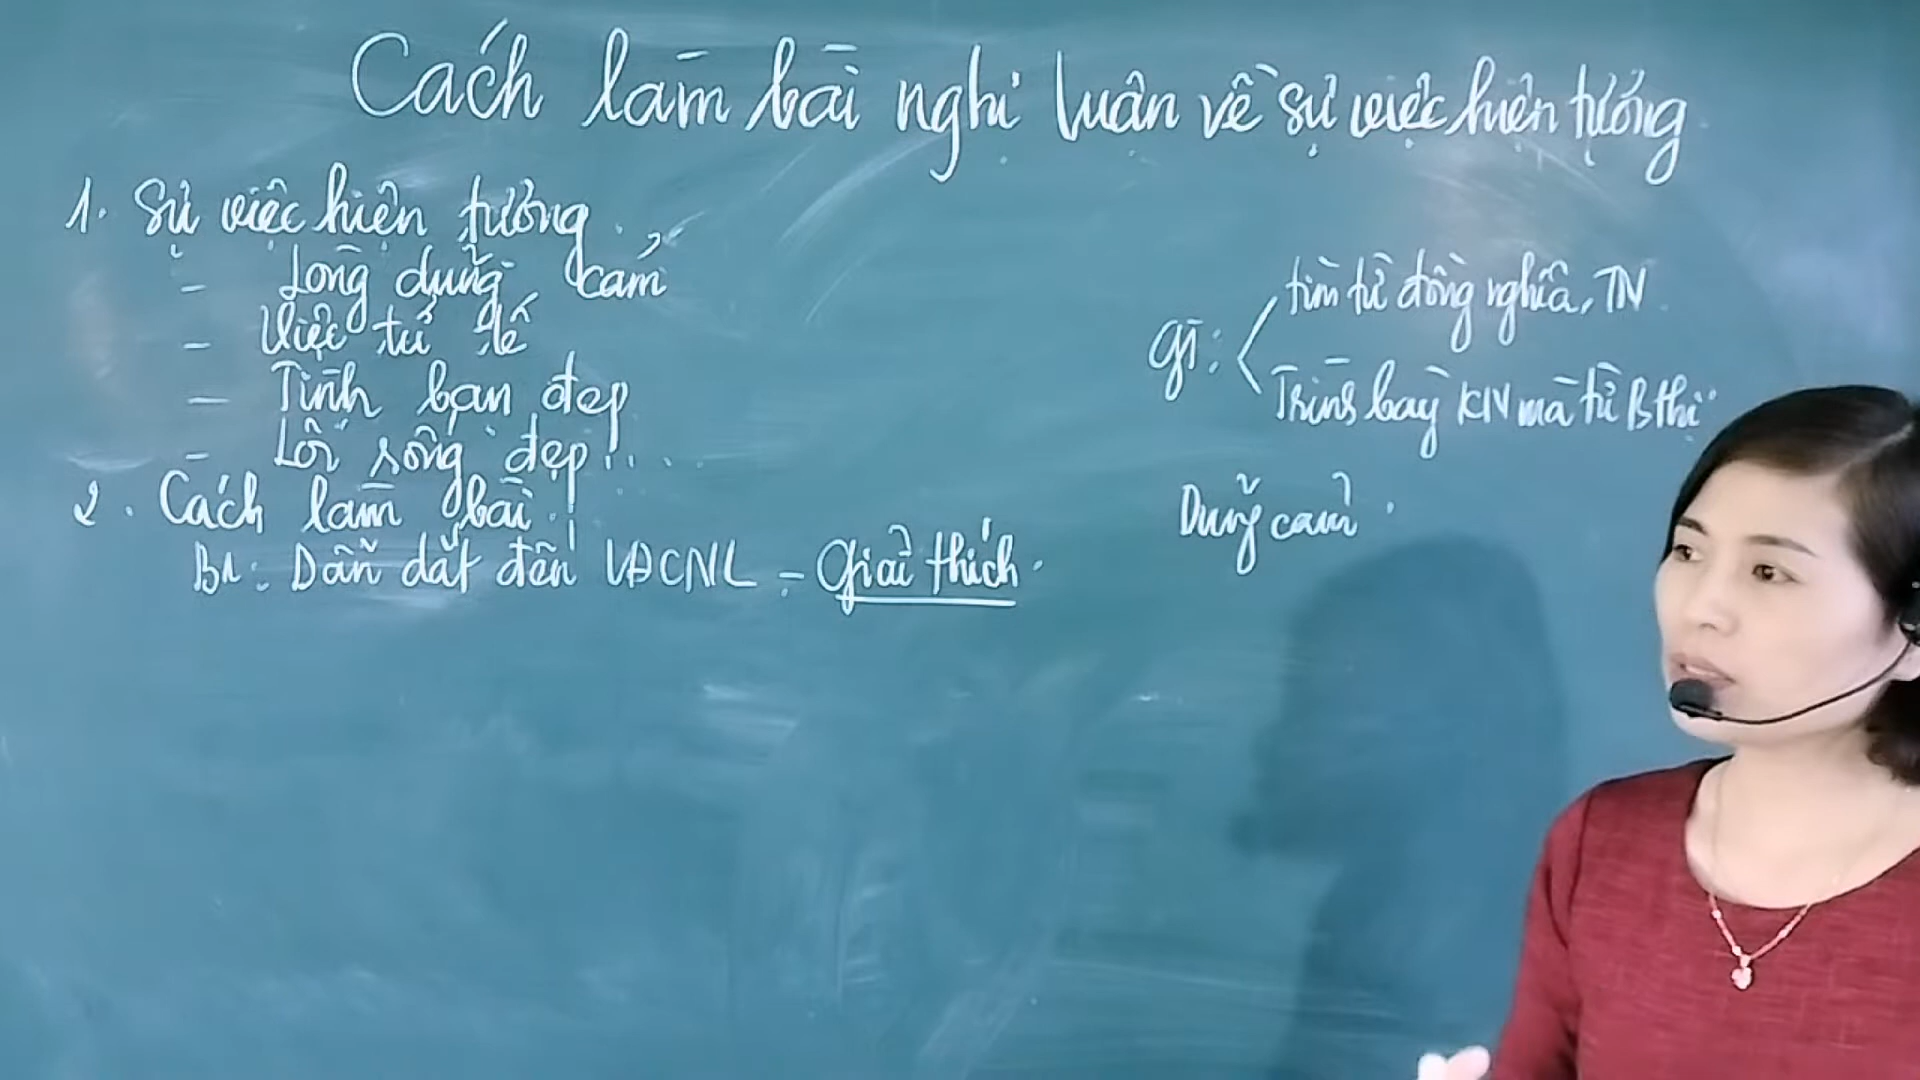 Cách làm bài nghị luận về sự việc hiện tượng
1. Sự việc hiện tượng
- Lòng dũng cảm
- Việc tử tế
- Tình bạn đẹp
- Lối sống đẹp....
2. Cách làm bài:
B1: Dẫn dắt đến VĐCNL - Giải thích.
GT:
tìm từ đồng nghĩa, TN
Trình bày KN mà từ B thị
Dũng cảm.